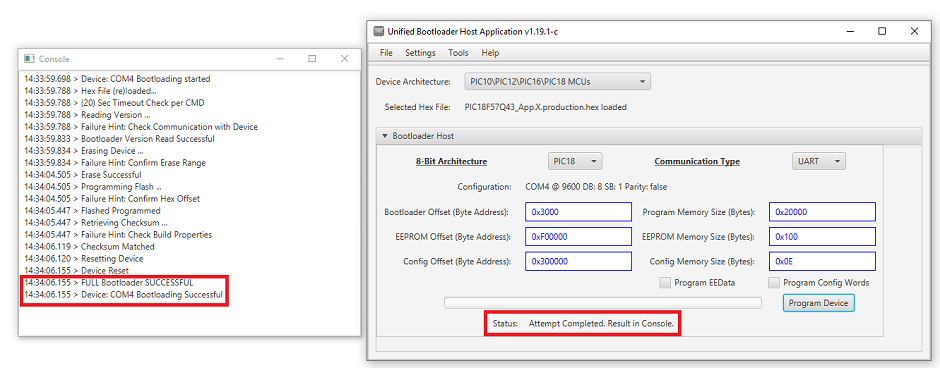 Console
14:33:59.698 > Device: COM4 Bootloading started
14:33:59.788 > Hex File (re)loaded...
14:33:59.788 > (20) Sec Timeout Check per CMD
14:33:59.788 > Reading Version ...
14:33:59.788 > Failure Hint: Check Communication with Device
14:33:59.833 > Bootloader Version Read Successful
14:33:59.834 > Erasing Device ...
14:33:59.834 > Failure Hint: Confirm Erase Range
14:34:04.505 > Erase Successful
14:34:04.505 > Programming Flash ...
14:34:04.505 > Failure Hint: Confirm Hex Offset
14:34:05.447 > Flashed Programmed
14:34:05.447 > Retrieving Checksum ...
14:34:05.447 > Failure Hint: Check Build Properties
14:34:06.119 > Checksum Matched
14:34:06.120 > Resetting Device
14:34:06.155 > Device Reset
14:34:06.155 > FULL Bootloader SUCCESSFUL
14:34:06.155 > Device: COM4 Bootloading Successful
Unified Bootloader Host Application v1.19.1-c
File Settings Tools Help
Device Architecture: PIC10\PIC12\PIC16\PIC18 MCUs
Selected Hex File: PIC18F57Q43_App.X.production.hex loaded
Bootloader Host
8-Bit Architecture PIC18 Communication Type UART
Configuration: COM4 @ 9600 DB: 8 SB: 1 Parity: false
Bootloader Offset (Byte Address): 0x3000 Program Memory Size (Bytes): 0x20000
EEPROM Offset (Byte Address): 0xF00000 EEPROM Memory Size (Bytes): 0x100
Config Offset (Byte Address): 0x300000 Config Memory Size (Bytes): 0x0E
Program EEData Program Config Words
Program Device
Status: Attempt Completed. Result in Console.